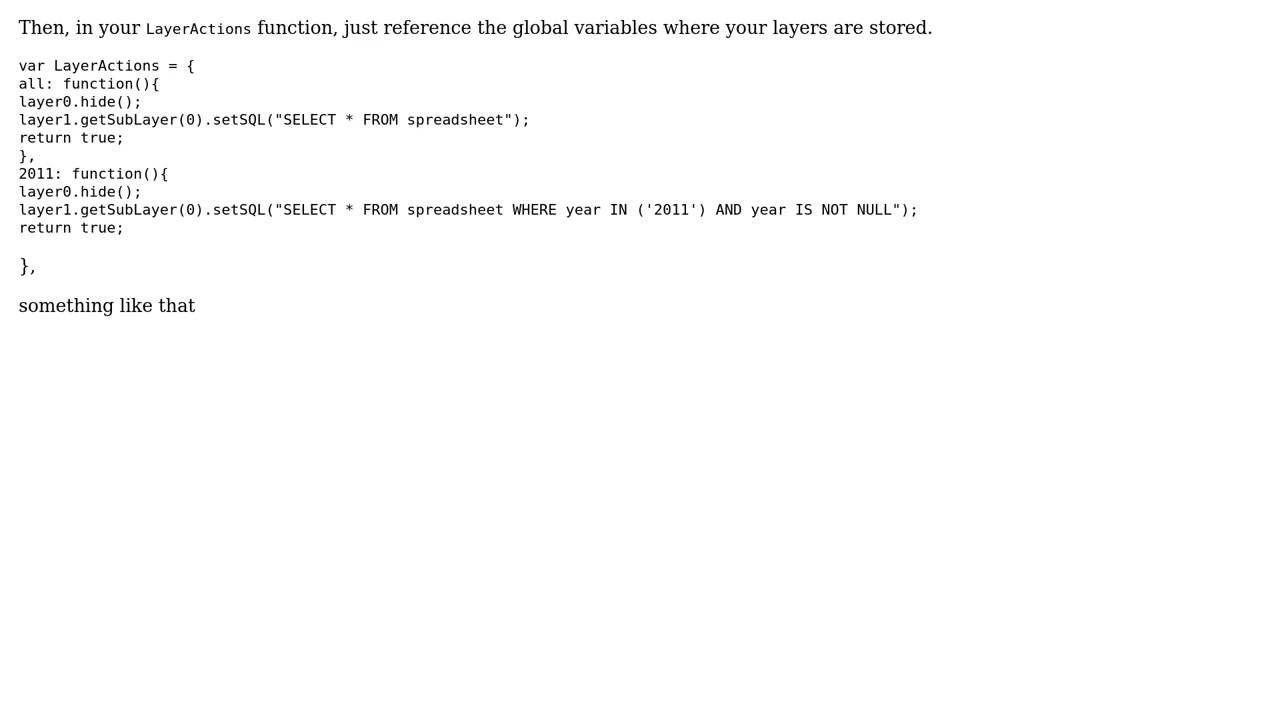 Then, in your LayerActions function, just reference the global variables where your layers are stored.
var LayerActions = {
all: function(){
layer0.hide();
layer1.getSubLayer(0).setSQL("SELECT * FROM spreadsheet");
return true;
},
2011: function(){
layer0.hide();
layer1.getSubLayer(0).setSQL("SELECT * FROM spreadsheet WHERE year IN ('2011') AND year IS NOT NULL");
return true;
},
something like that